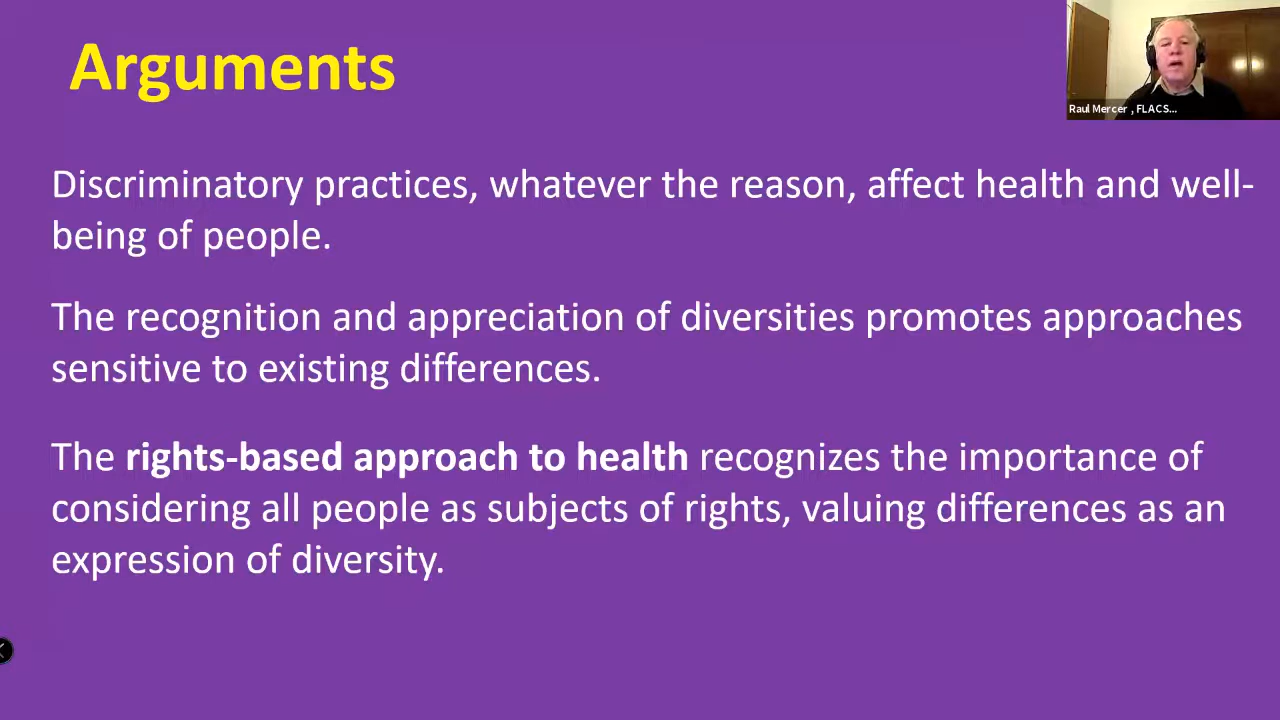 Arguments
Raul Mercer , FLACS...
Discriminatory practices, whatever the reason, affect health and well-
being of people.
The recognition and appreciation of diversities promotes approaches
sensitive to existing differences.
The rights-based approach to health recognizes the importance of
considering all people as subjects of rights, valuing differences as an
expression of diversity.